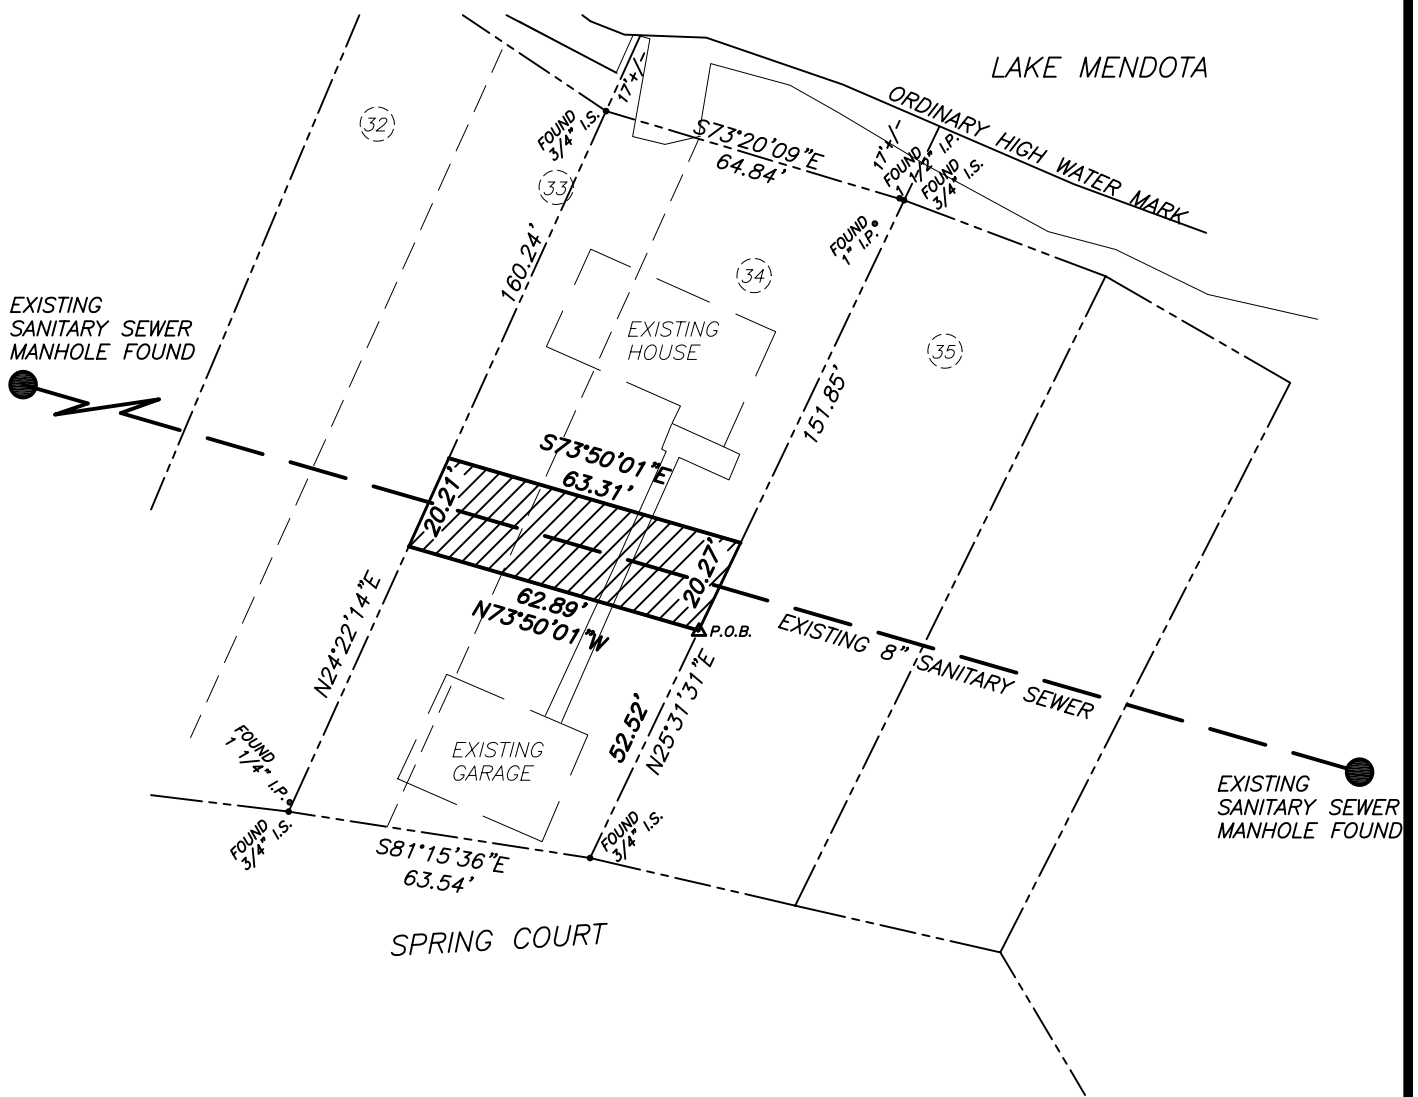 LAKE MENDOTA
ORDINARY HIGH WATER MARK
17'+/-
FOUND
3/4" I.S.
S73°20'09"E
64.84'
17'+/-
FOUND
1 1/2" I.P.
FOUND
3/4" I.S.
FOUND
1" I.P.
32
33
34
35
160.24'
151.85'
EXISTING
HOUSE
EXISTING
SANITARY SEWER
MANHOLE FOUND
S73°50'01"E
63.31'
20.21'
20.27'
62.89'
N73°50'01"W
P.O.B.
EXISTING 8" SANITARY SEWER
N24°22'14"E
52.52'
N25°31'31"E
FOUND
1 1/4" I.P.
FOUND
3/4" I.S.
EXISTING
GARAGE
FOUND
3/4" I.S.
S81°15'36"E
63.54'
EXISTING
SANITARY SEWER
MANHOLE FOUND
SPRING COURT